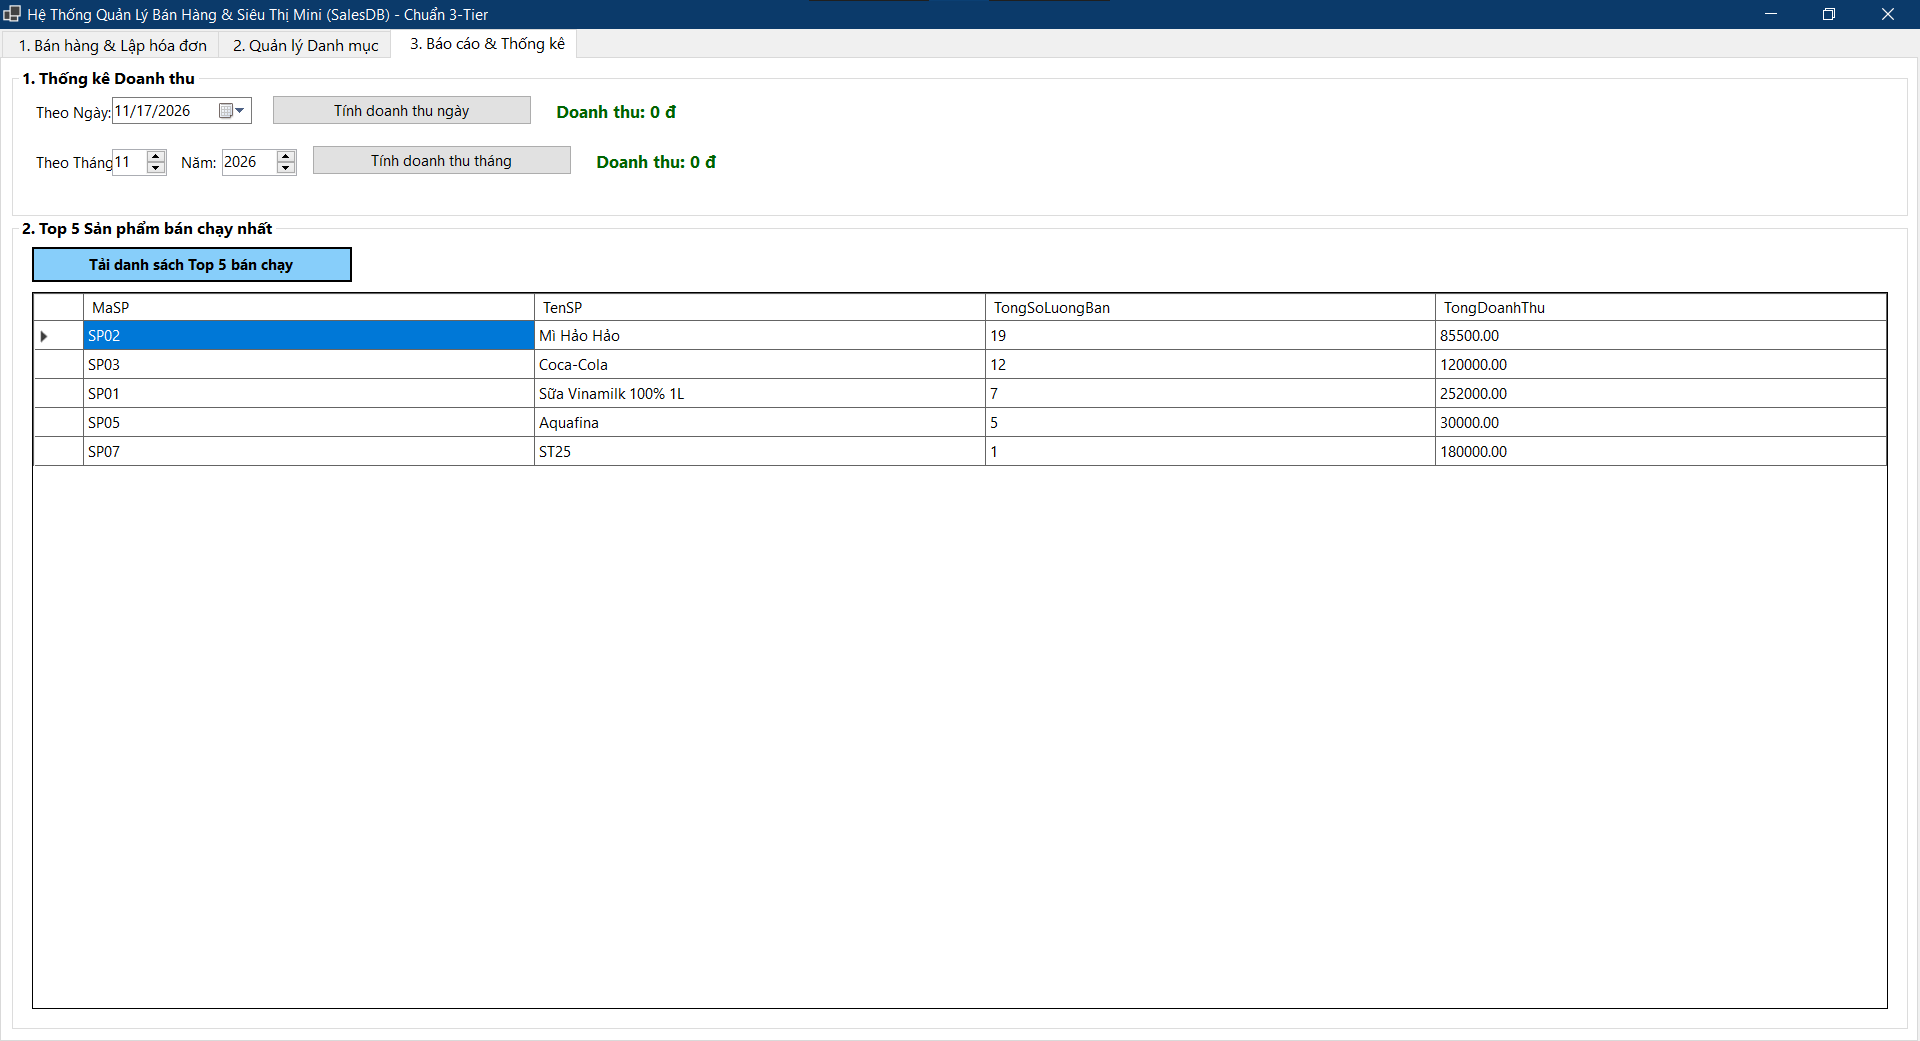 Hệ Thống Quản Lý Bán Hàng & Siêu Thị Mini (SalesDB) - Chuẩn 3-Tier
1. Bán hàng & Lập hóa đơn 2. Quản lý Danh mục 3. Báo cáo & Thống kê
1. Thống kê Doanh thu
Theo Ngày: 11/17/2026 Tính doanh thu ngày Doanh thu: 0 đ
Theo Tháng 11 Năm: 2026 Tính doanh thu tháng Doanh thu: 0 đ
2. Top 5 Sản phẩm bán chạy nhất
Tải danh sách Top 5 bán chạy
MaSP TenSP TongSoLuongBan TongDoanhThu
SP02 Mì Hảo Hảo 19 85500.00
SP03 Coca-Cola 12 120000.00
SP01 Sữa Vinamilk 100% 1L 7 252000.00
SP05 Aquafina 5 30000.00
SP07 ST25 1 180000.00